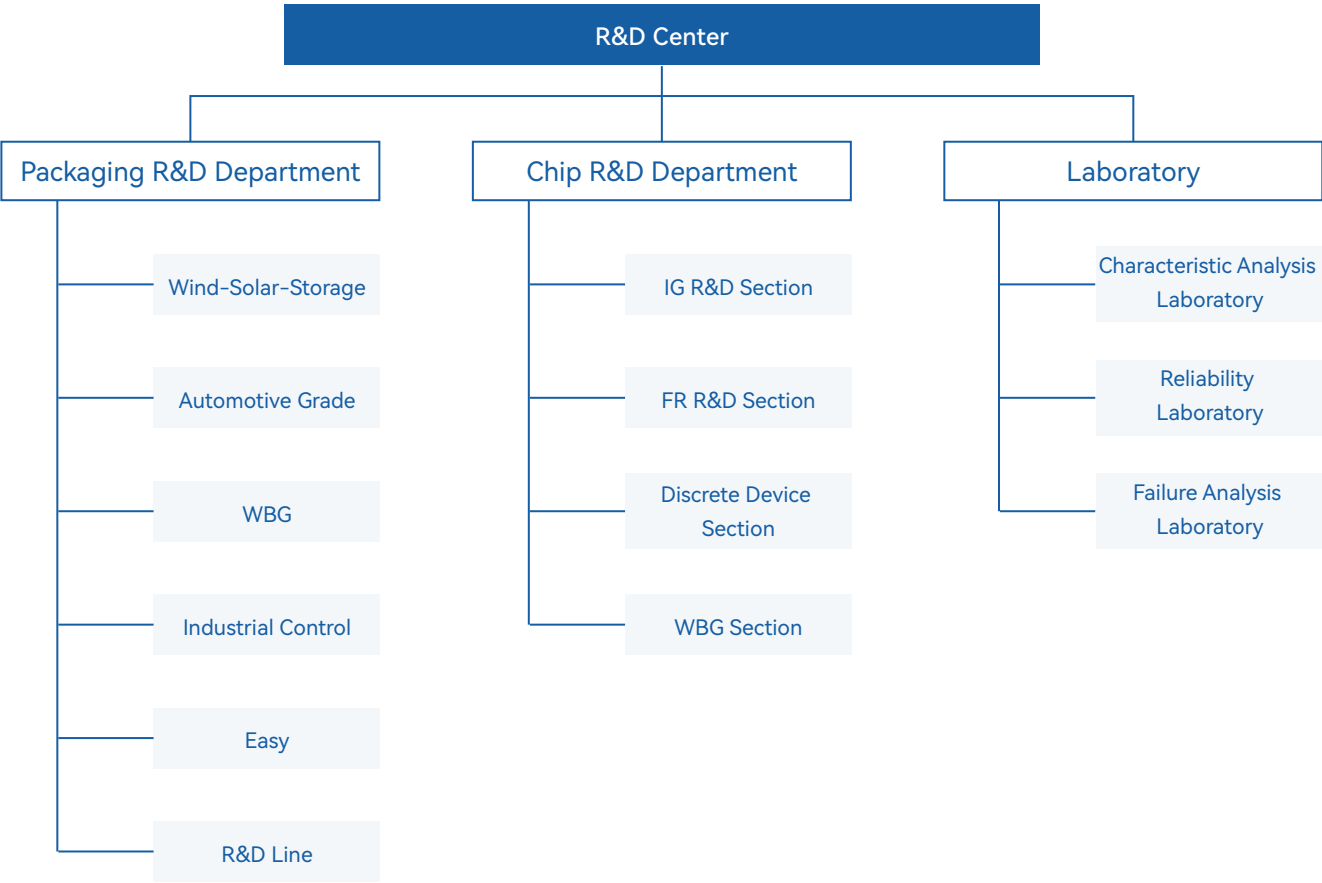 R&D Center
Packaging R&D Department
Wind-Solar-Storage
Automotive Grade
WBG
Industrial Control
Easy
R&D Line
Chip R&D Department
IG R&D Section
FR R&D Section
Discrete Device
Section
WBG Section
Laboratory
Characteristic Analysis
Laboratory
Reliability
Laboratory
Failure Analysis
Laboratory